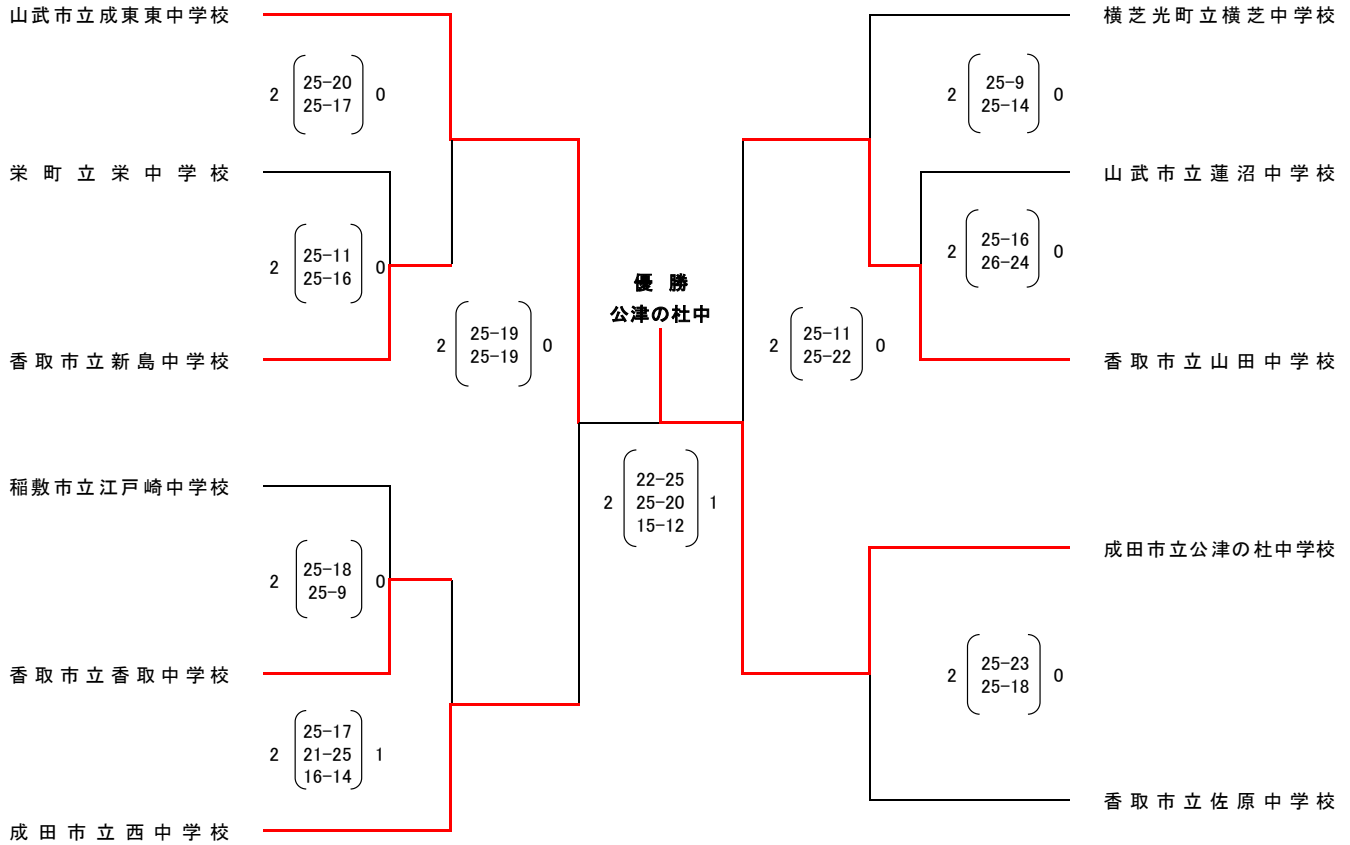 山武市立成東東中学校
2 25-20 0
25-17
栄町立栄中学校
2 25-11 0
25-16
香取市立新島中学校
2 25-19 0
25-19
稲敷市立江戸崎中学校
2 25-18 0
25-9
香取市立香取中学校
2 25-17 1
21-25
16-14
成田市立西中学校
優 勝
公津の杜中
2 22-25 1
25-20
15-12
横芝光町立横芝中学校
2 25-9 0
25-14
山武市立蓮沼中学校
2 25-16 0
26-24
香取市立山田中学校
2 25-11 0
25-22
成田市立公津の杜中学校
2 25-23 0
25-18
香取市立佐原中学校